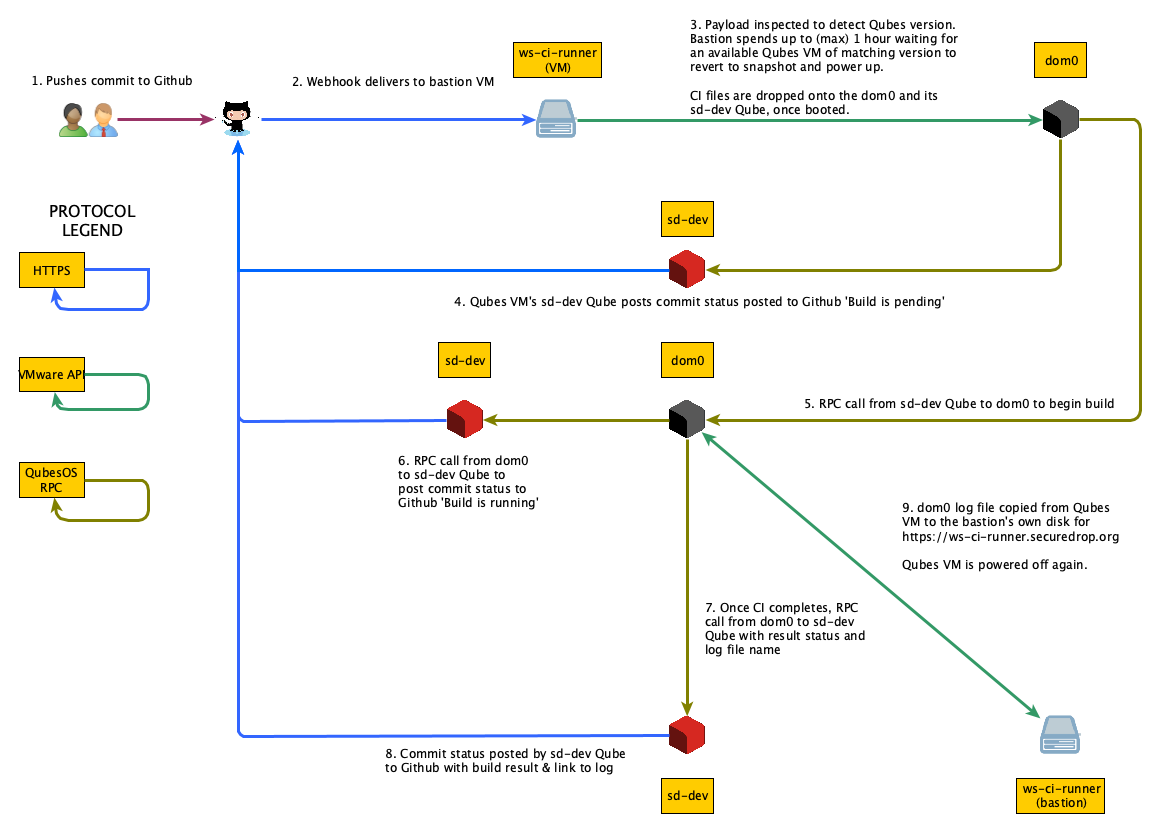 3. Payload inspected to detect Qubes version.
Bastion spends up to (max) 1 hour waiting for
an available Qubes VM of matching version to
revert to snapshot and power up.
CI files are dropped onto the dom0 and its
sd-dev Qube, once booted.
ws-ci-runner
(VM)
dom0
1. Pushes commit to Github
2. Webhook delivers to bastion VM
PROTOCOL
LEGEND
HTTPS
VMware API
QubesOS
RPC
sd-dev
4. Qubes VM's sd-dev Qube posts commit status posted to Github 'Build is pending'
sd-dev
dom0
5. RPC call from sd-dev Qube to dom0 to begin build
6. RPC call from dom0
to sd-dev Qube to
post commit status to
Github 'Build is running'
9. dom0 log file copied from Qubes
VM to the bastion's own disk for
https://ws-ci-runner.securedrop.org
Qubes VM is powered off again.
7. Once CI completes, RPC
call from dom0 to sd-dev
Qube with result status and
log file name
8. Commit status posted by sd-dev Qube
to Github with build result & link to log
sd-dev
ws-ci-runner
(bastion)